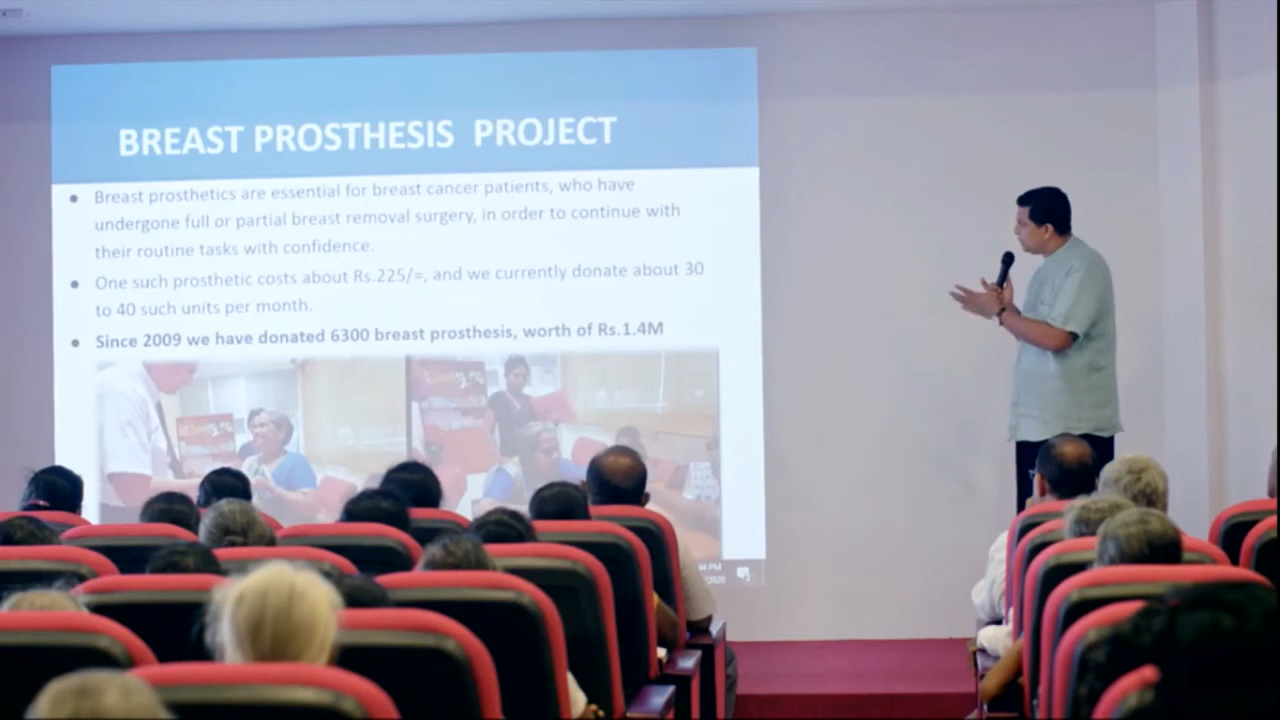 BREAST PROSTHESIS PROJECT
• Breast prosthetics are essential for breast cancer patients, who have
undergone full or partial breast removal surgery, in order to continue with
their routine tasks with confidence.
• One such prosthetic costs about Rs.225/=, and we currently donate about 30
to 40 such units per month.
• Since 2009 we have donated 6300 breast prosthesis, worth of Rs.1.4M
PM
/2020